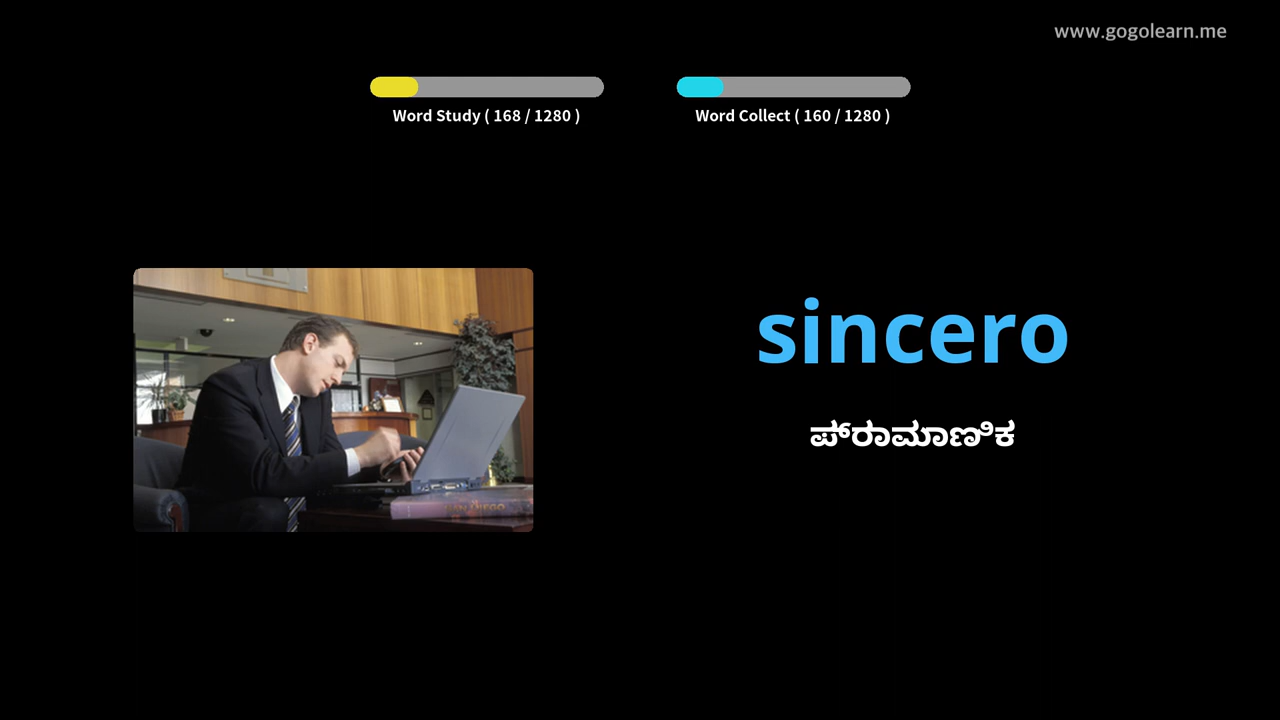 www.gogolearn.me
Word Study ( 168 / 1280 )
Word Collect ( 160 / 1280 )
sincero
ಪ್ರಾಮಾಣಿಕ